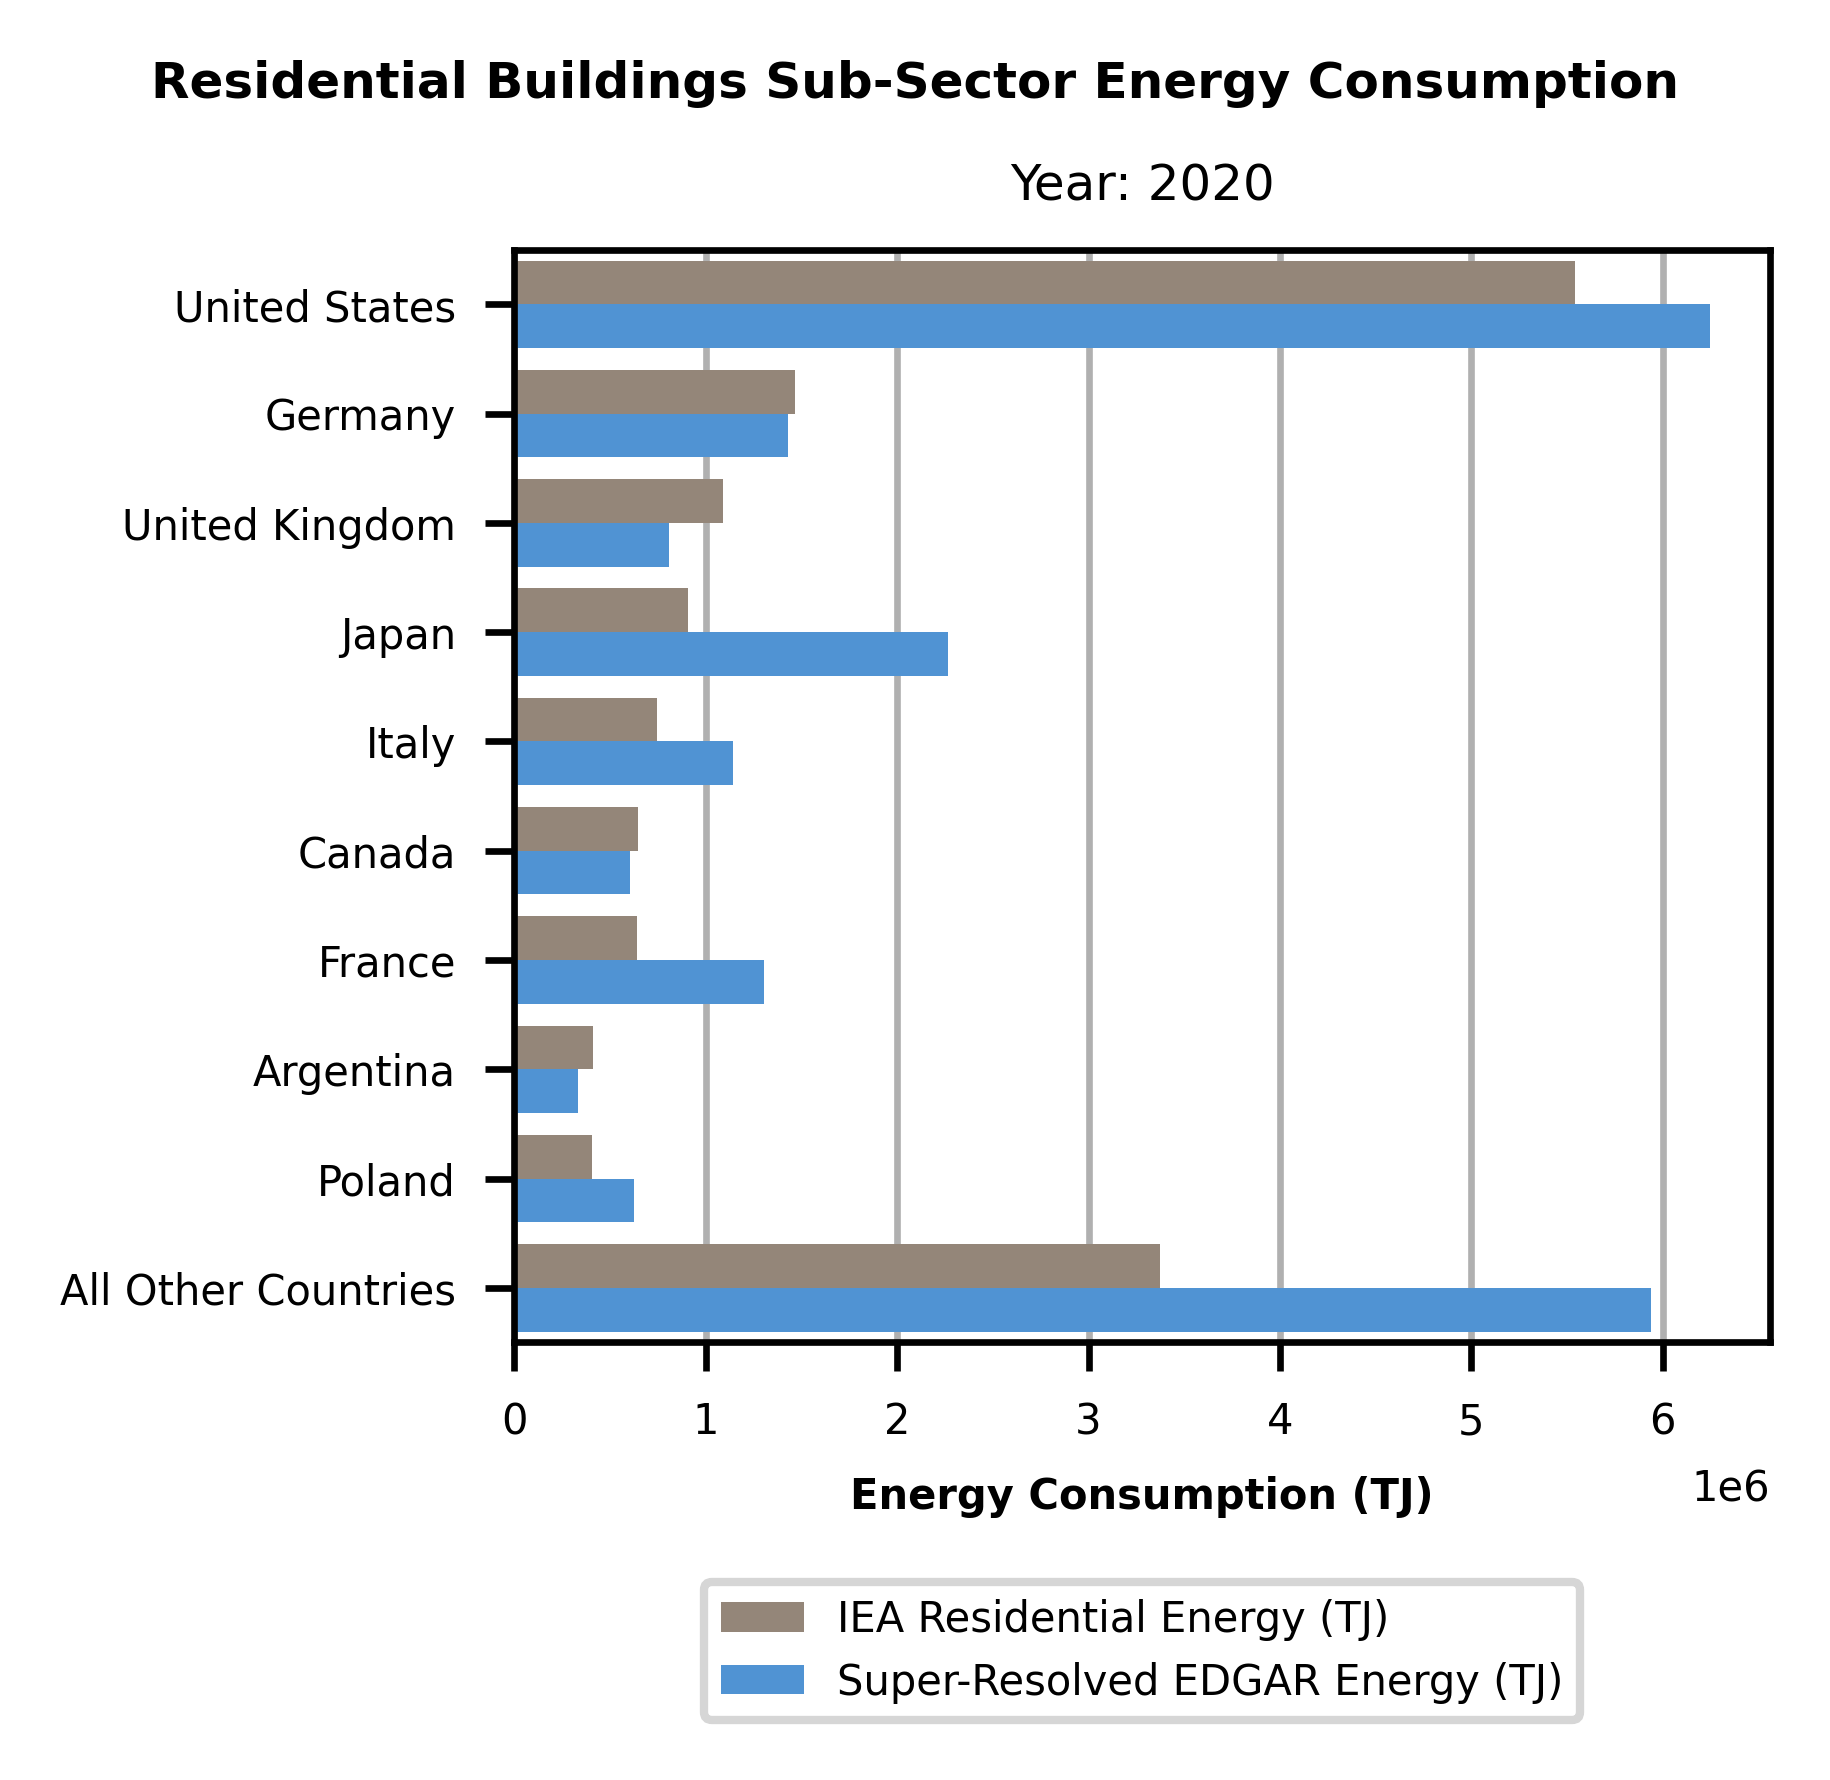 Residential Buildings Sub-Sector Energy Consumption
Year: 2020
United States
Germany
United Kingdom
Japan
Italy
Canada
France
Argentina
Poland
All Other Countries
0 1 2 3 4 5 6
1e6
Energy Consumption (TJ)
IEA Residential Energy (TJ)
Super-Resolved EDGAR Energy (TJ)